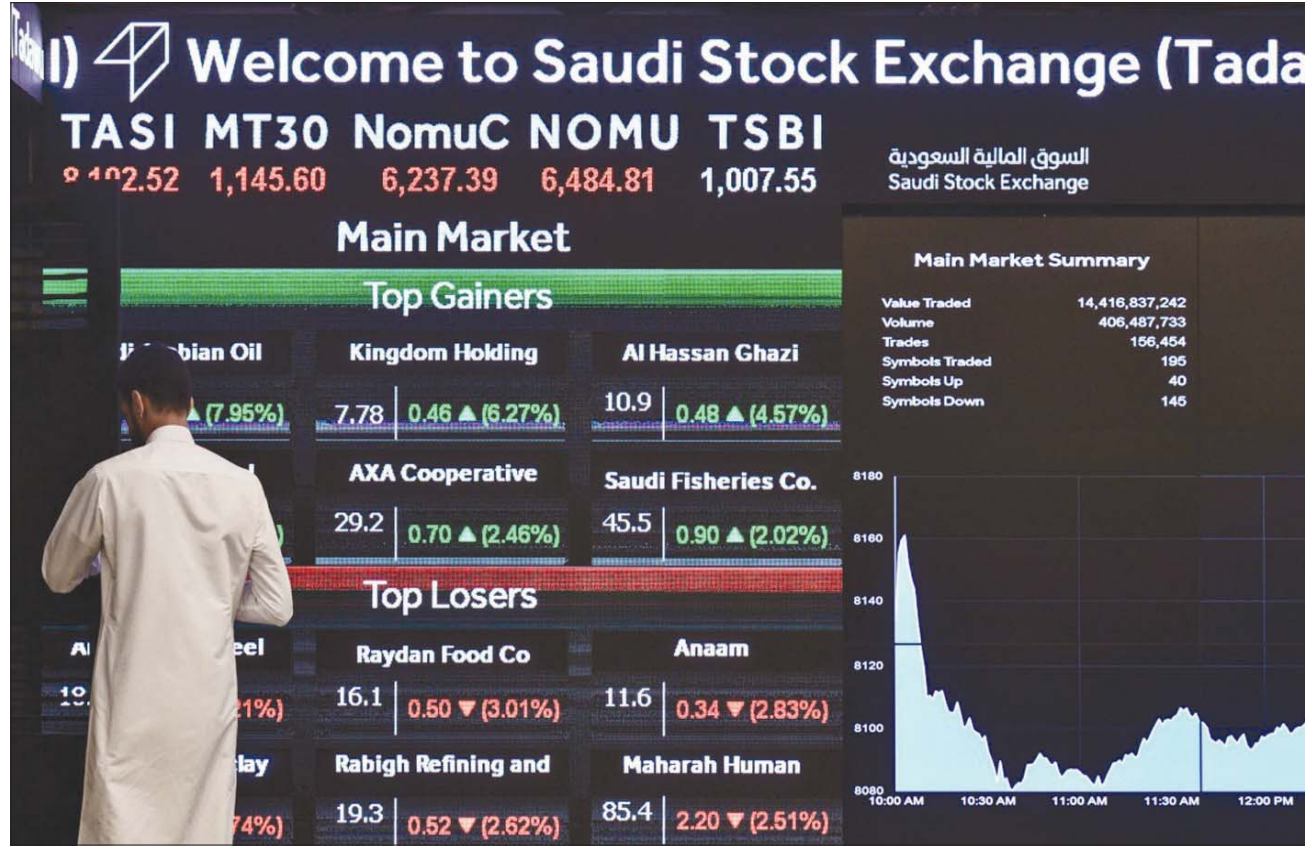 Welcome to Saudi Stock Exchange
TASI MT30 NomuC NOMU TSBI
1,145.60 6,237.39 6,484.81 1,007.55
السوق المالية السعودية
Saudi Stock Exchange
Main Market
Top Gainers
Oil Kingdom Holding Al Hassan Ghazi
▲ (7.95%) 7.78 0.46 ▲ (6.27%) 10.9 0.48 ▲ (4.57%)
AXA Cooperative Saudi Fisheries Co.
29.2 0.70 ▲ (2.46%) 45.5 0.90 ▲ (2.02%)
Top Losers
Raydan Food Co Anaam
16.1 0.50 ▼ (3.01%) 11.6 0.34 ▼ (2.83%)
Rabigh Refining and Maharah Human
19.3 0.52 ▼ (2.62%) 85.4 2.20 ▼ (2.51%)
Main Market Summary
Value Traded 14,416,837,242
Volume 406,487,733
Trades 156,454
Symbols Traded 195
Symbols Up 40
Symbols Down 145
8180
8160
8140
8120
8100
8080
10:00 AM 10:30 AM 11:00 AM 11:30 AM 12:00 PM